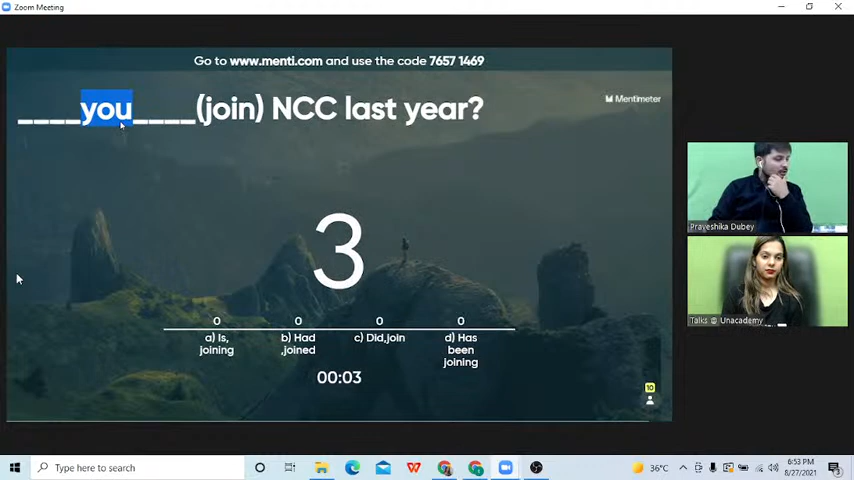 Zoom Meeting
Go to www.menti.com and use the code 7657 1469
____you____(join) NCC last year?
Mentimeter
3
0 0 0 0
a) Is, joining
b) Had ,joined
c) Did,join
d) Has been joining
00:03
10
Prayeshika Dubey
Talks @ Unacademy
Type here to search
36°C
6:53 PM
8/27/2021
3